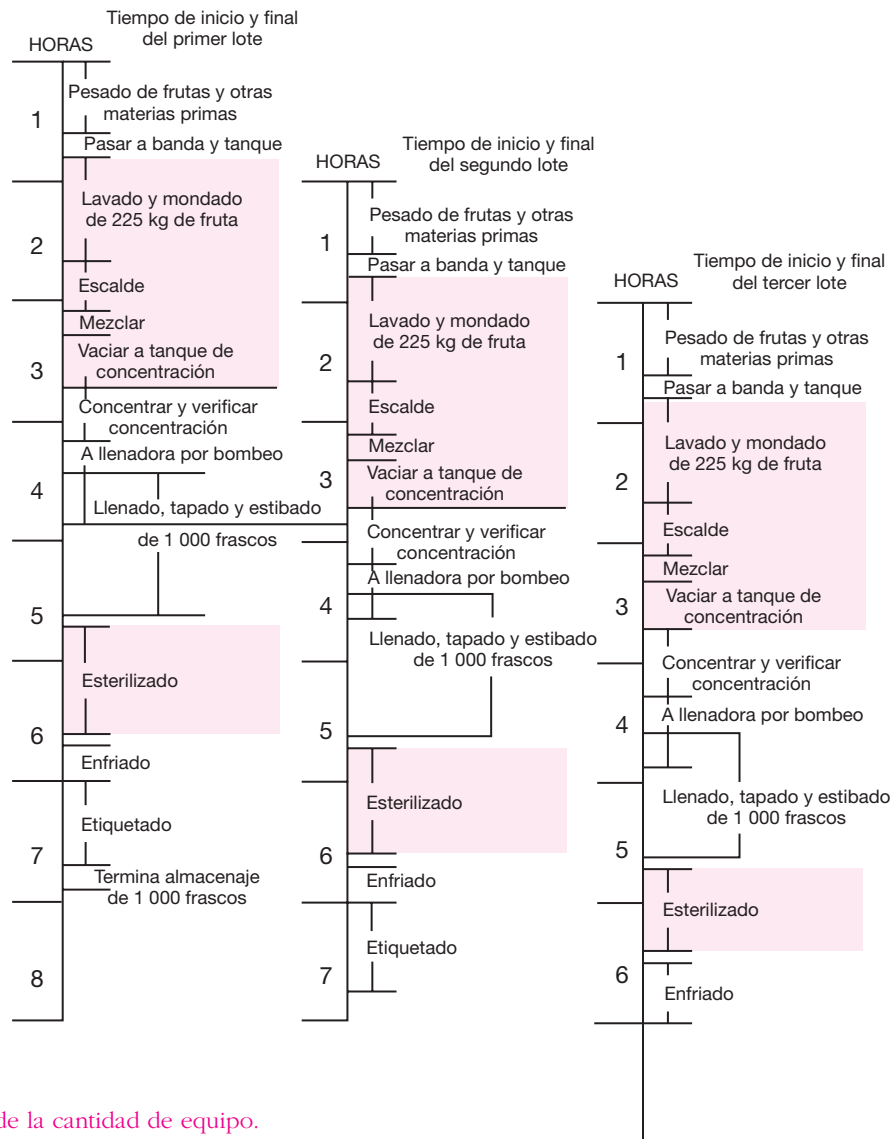 Tiempo de inicio y final
del primer lote
HORAS
1
Pesado de frutas y otras
materias primas
Pasar a banda y tanque
2
Lavado y mondado
de 225 kg de fruta
Escalde
Mezclar
3
Vaciar a tanque de
concentración
Concentrar y verificar
concentración
A llenadora por bombeo
4
Llenado, tapado y estibado
de 1 000 frascos
5
Esterilizado
6
Enfriado
Etiquetado
7
Termina almacenaje
de 1 000 frascos
8
Tiempo de inicio y final
del segundo lote
HORAS
1
Pesado de frutas y otras
materias primas
Pasar a banda y tanque
Lavado y mondado
de 225 kg de fruta
2
Escalde
Mezclar
3
Vaciar a tanque de
concentración
Concentrar y verificar
concentración
A llenadora por bombeo
4
Llenado, tapado y estibado
de 1 000 frascos
5
Esterilizado
6
Enfriado
Etiquetado
7
Tiempo de inicio y final
del tercer lote
HORAS
1
Pesado de frutas y otras
materias primas
Pasar a banda y tanque
Lavado y mondado
de 225 kg de fruta
2
Escalde
Mezclar
3
Vaciar a tanque de
concentración
Concentrar y verificar
concentración
A llenadora por bombeo
4
Llenado, tapado y estibado
de 1 000 frascos
5
Esterilizado
6
Enfriado
de la cantidad de equipo.